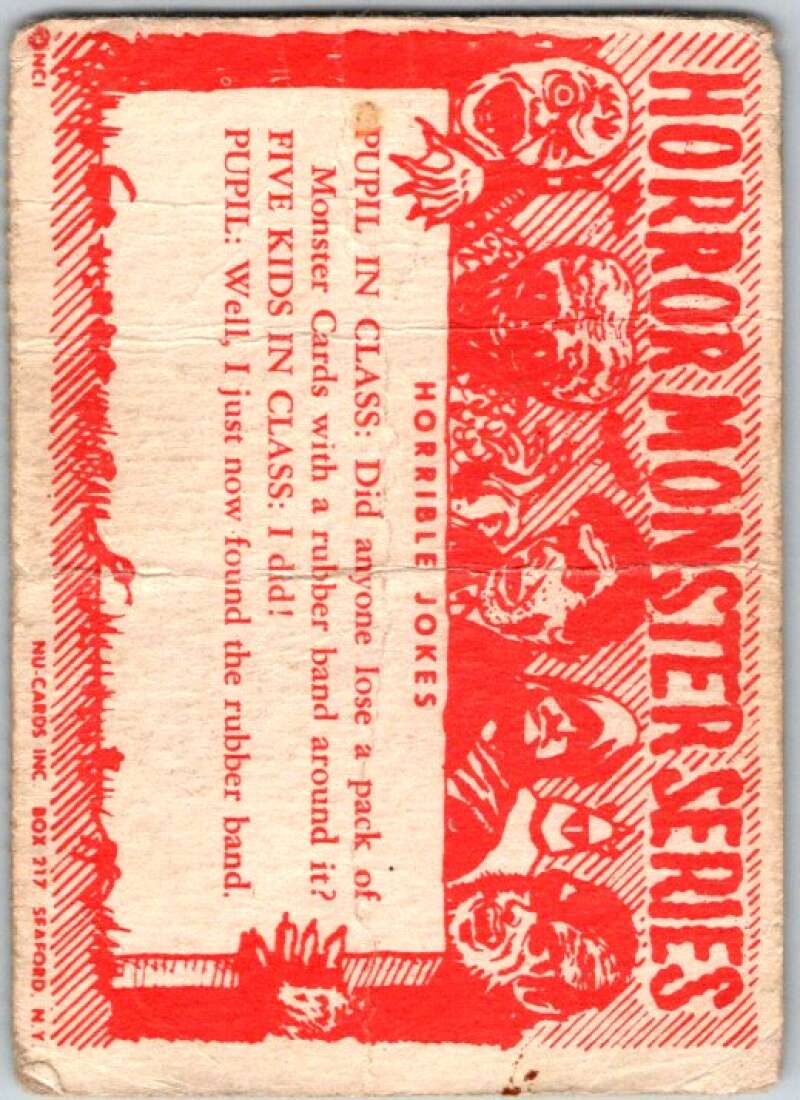 HORROR MONSTER SERIES
HORRIBLE JOKES
PUPIL IN CLASS: Did anyone lose a pack of
Monster Cards with a rubber band around it?
FIVE KIDS IN CLASS: I did!
PUPIL: Well, I just now found the rubber band.
NCI
NU-CARDS INC. BOX 217 SEAFORD, N.Y.